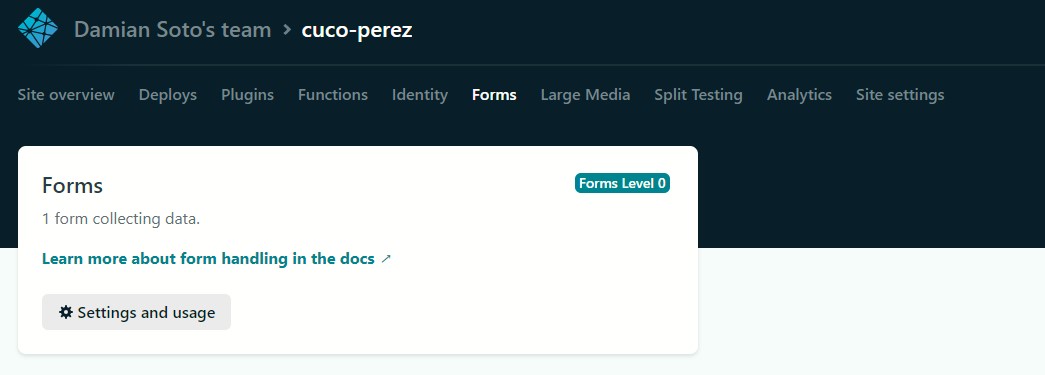 Damian Soto's team > cuco-perez
Site overview Deploys Plugins Functions Identity Forms Large Media Split Testing Analytics Site settings
Forms
Forms Level 0
1 form collecting data.
Learn more about form handling in the docs ↗
Settings and usage